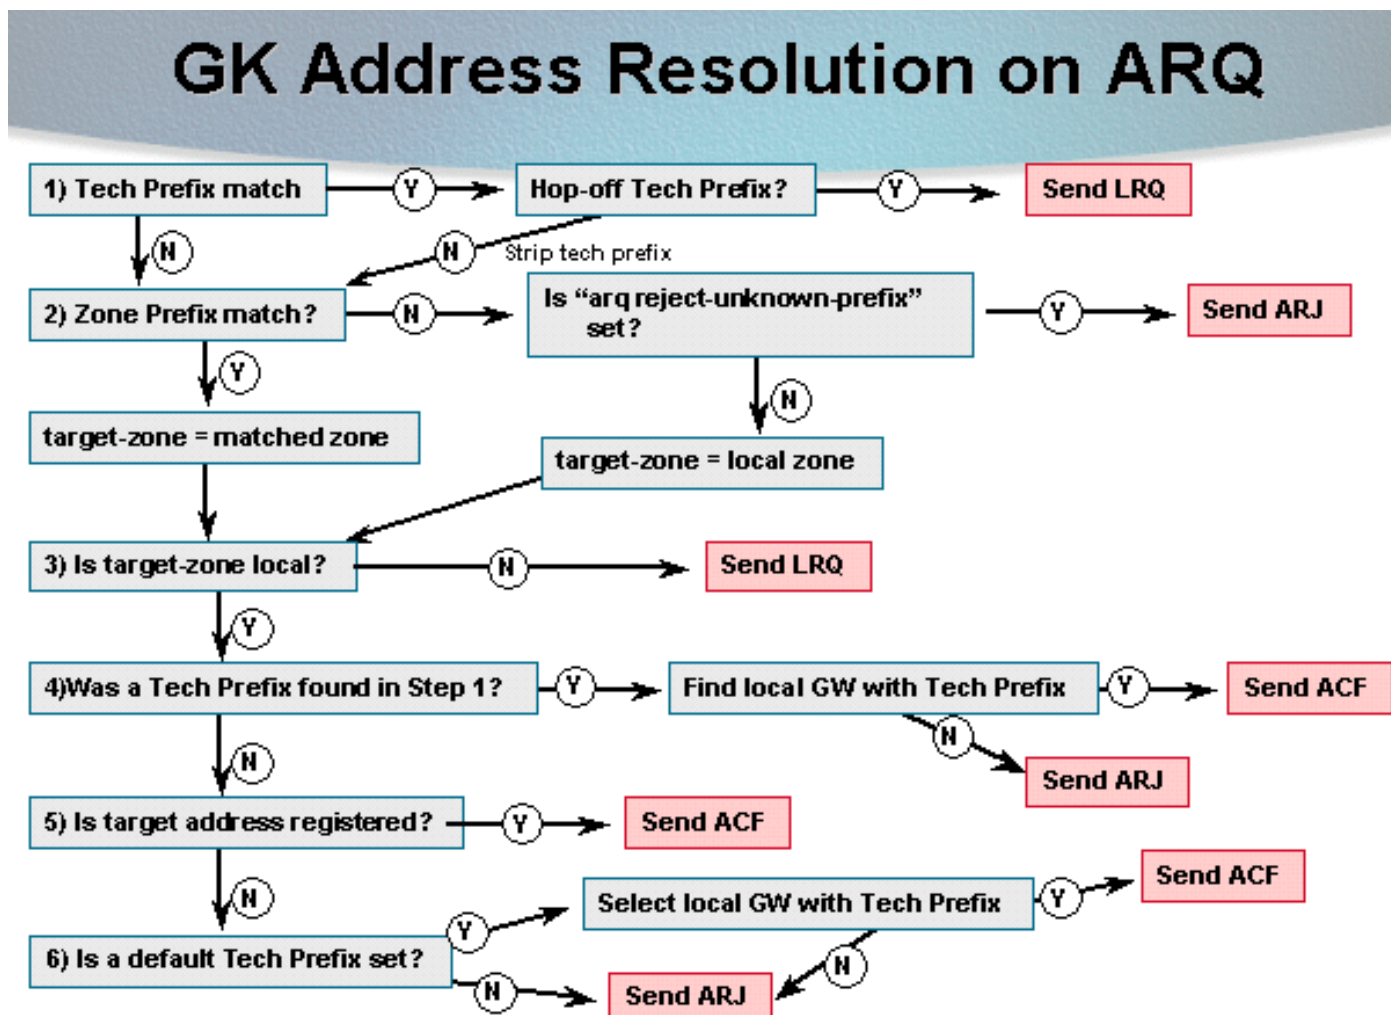 GK Address Resolution on ARQ
1) Tech Prefix match
Y
Hop-off Tech Prefix?
Y
Send LRQ
N
N
Strip tech prefix
2) Zone Prefix match?
N
Is “arq reject-unknown-prefix”
set?
Y
Send ARJ
Y
N
target-zone = matched zone
target-zone = local zone
3) Is target-zone local?
N
Send LRQ
Y
4)Was a Tech Prefix found in Step 1?
Y
Find local GW with Tech Prefix
Y
Send ACF
N
N
Send ARJ
5) Is target address registered?
Y
Send ACF
N
Select local GW with Tech Prefix
Y
Send ACF
6) Is a default Tech Prefix set?
Y
N
N
Send ARJ